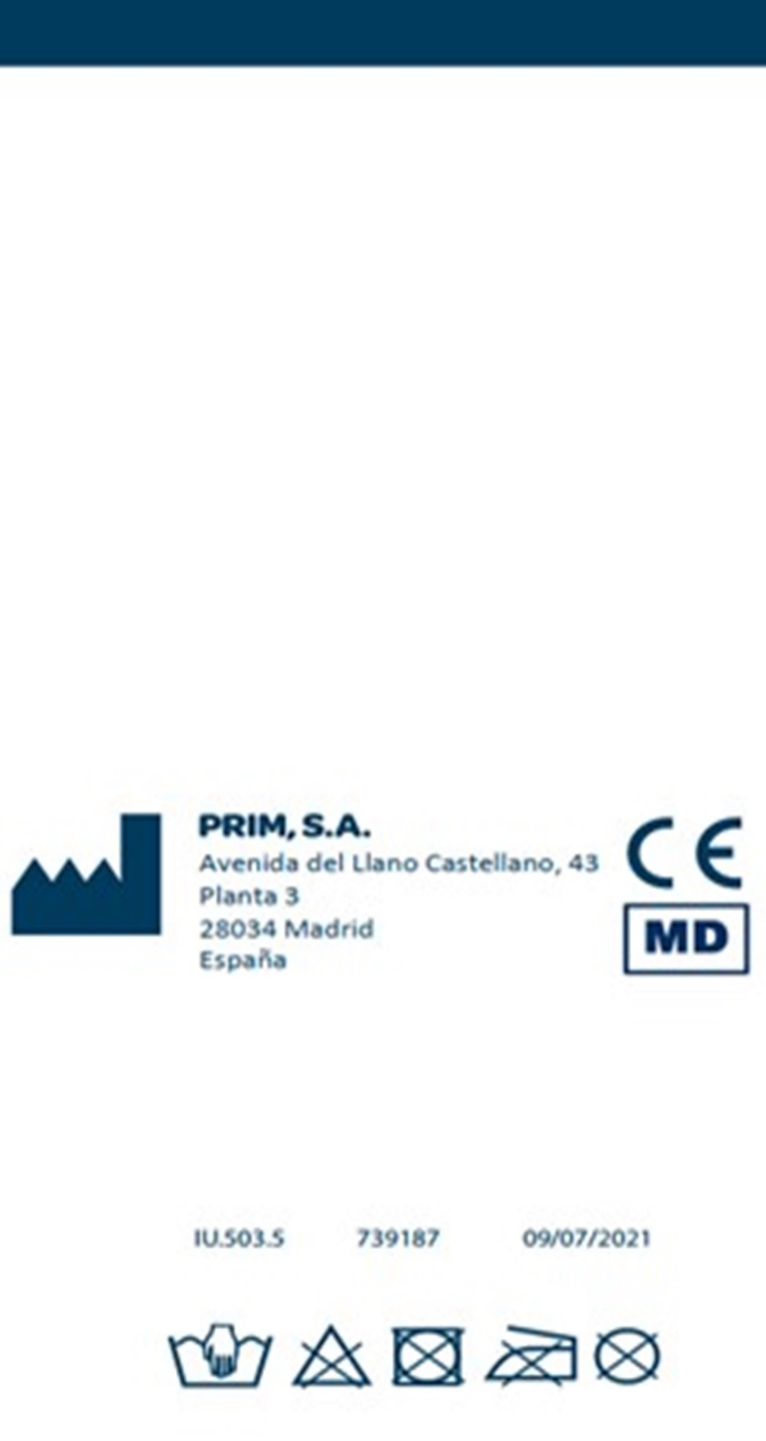 PRIM, S.A.
Avenida del Llano Castellano, 43
Planta 3
28034 Madrid
España
CE
MD
IU.503.5 739187 09/07/2021